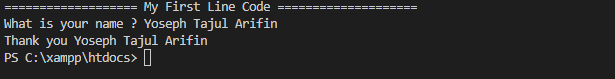 =================== My First Line Code ====================
What is your name ? Yoseph Tajul Arifin
Thank you Yoseph Tajul Arifin
PS C:\xampp\htdocs>